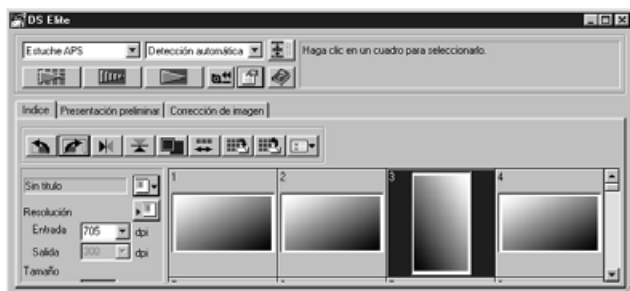 DS Elite
Estuche APS
Detección automática
Haga clic en un cuadro para seleccionarlo.
Indice
Presentación preliminar
Corrección de imagen
Sin título
Resolución
Entrada 705 dpi
Salida 300 dpi
Tamaño
1
2
3
4